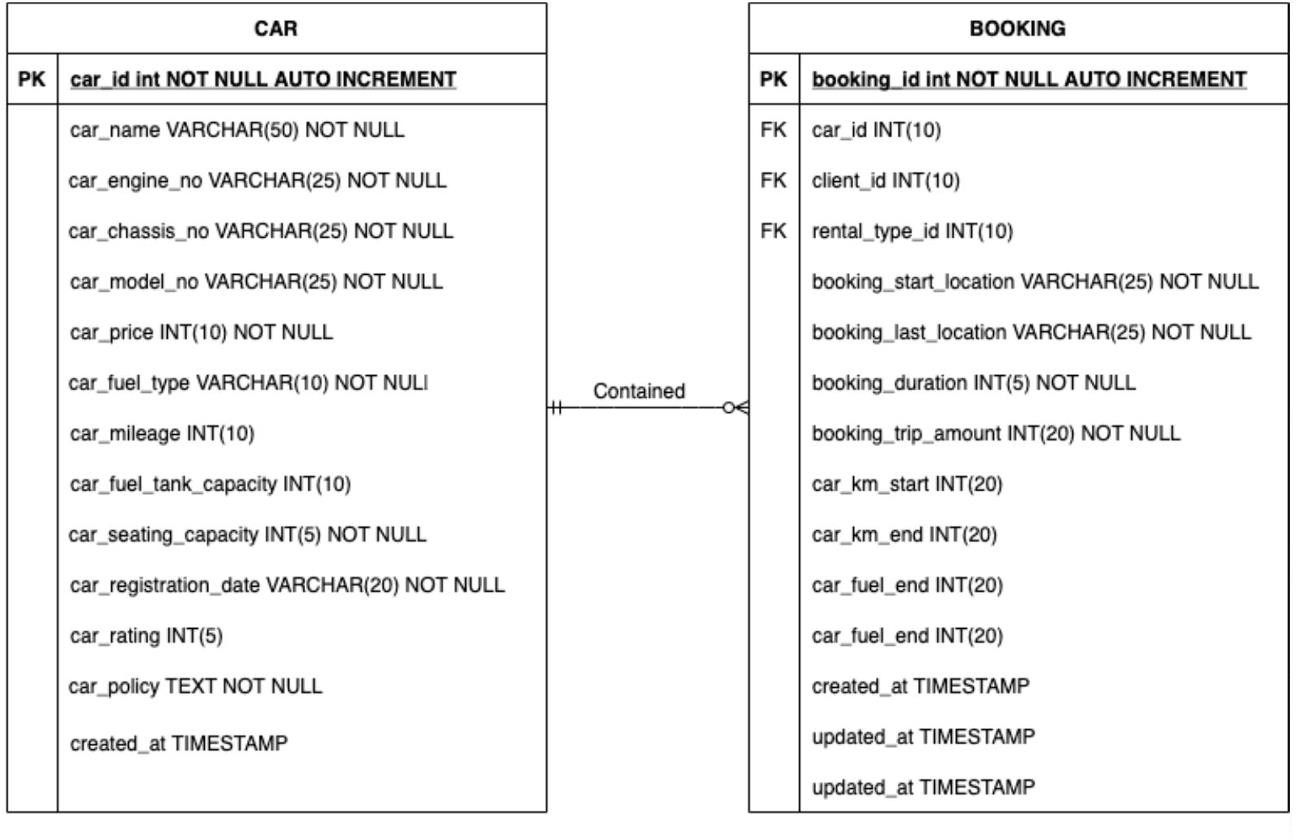 CAR
PK car_id int NOT NULL AUTO INCREMENT
car_name VARCHAR(50) NOT NULL
car_engine_no VARCHAR(25) NOT NULL
car_chassis_no VARCHAR(25) NOT NULL
car_model_no VARCHAR(25) NOT NULL
car_price INT(10) NOT NULL
car_fuel_type VARCHAR(10) NOT NULL
car_mileage INT(10)
car_fuel_tank_capacity INT(10)
car_seating_capacity INT(5) NOT NULL
car_registration_date VARCHAR(20) NOT NULL
car_rating INT(5)
car_policy TEXT NOT NULL
created_at TIMESTAMP
Contained
BOOKING
PK booking_id int NOT NULL AUTO INCREMENT
FK car_id INT(10)
FK client_id INT(10)
FK rental_type_id INT(10)
booking_start_location VARCHAR(25) NOT NULL
booking_last_location VARCHAR(25) NOT NULL
booking_duration INT(5) NOT NULL
booking_trip_amount INT(20) NOT NULL
car_km_start INT(20)
car_km_end INT(20)
car_fuel_end INT(20)
car_fuel_end INT(20)
created_at TIMESTAMP
updated_at TIMESTAMP
updated_at TIMESTAMP